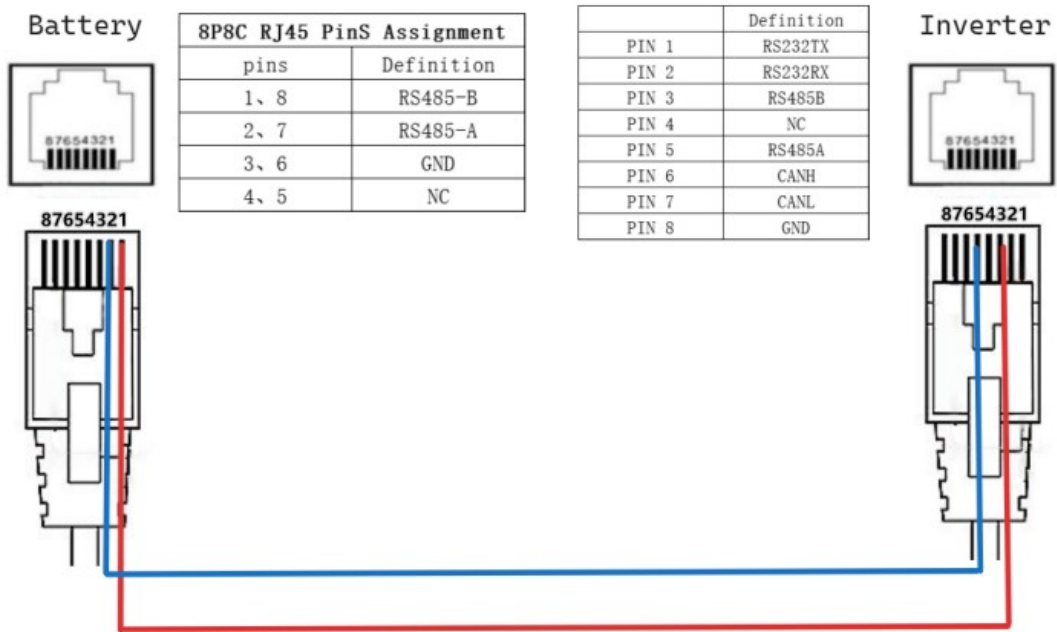 Battery
8P8C RJ45 PinS Assignment
pins Definition
1、8 RS485-B
2、7 RS485-A
3、6 GND
4、5 NC
Definition
PIN 1 RS232TX
PIN 2 RS232RX
PIN 3 RS485B
PIN 4 NC
PIN 5 RS485A
PIN 6 CANH
PIN 7 CANL
PIN 8 GND
Inverter
87654321
87654321
87654321
87654321